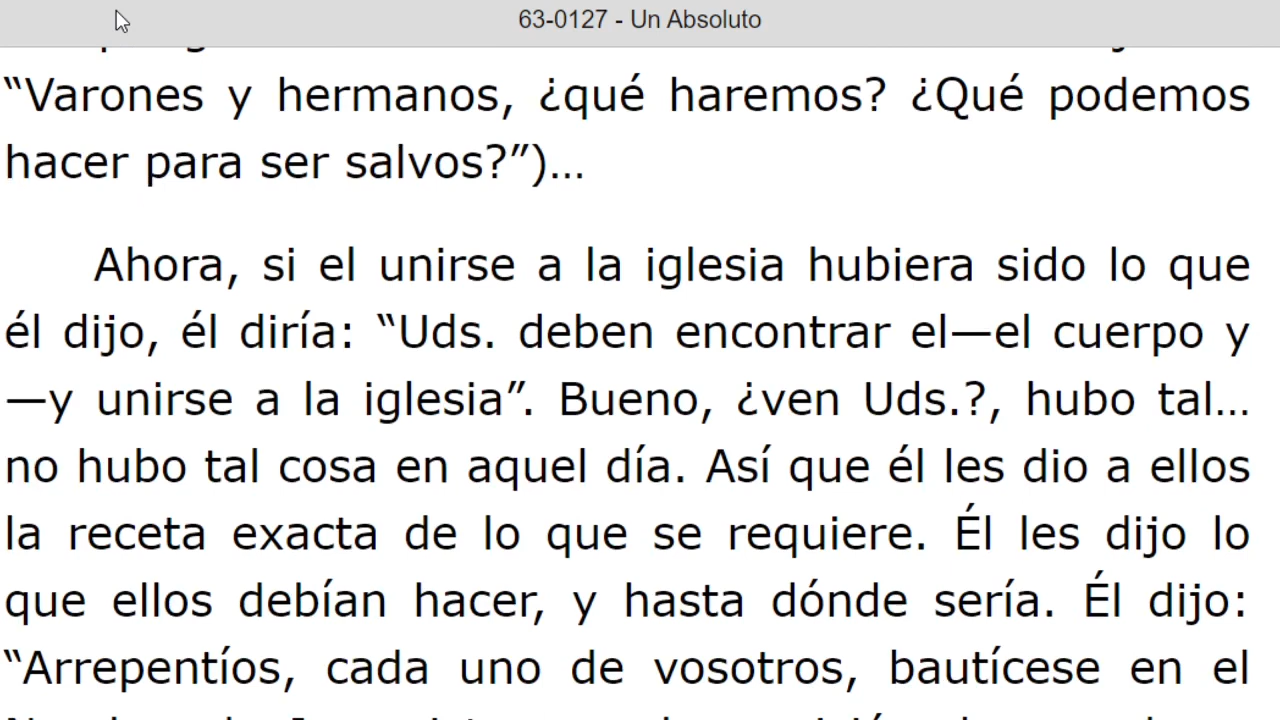 63-0127 - Un Absoluto
“Varones y hermanos, ¿qué haremos? ¿Qué podemos
hacer para ser salvos?”)...
Ahora, si el unirse a la iglesia hubiera sido lo que
él dijo, él diría: “Uds. deben encontrar el—el cuerpo y
—y unirse a la iglesia”. Bueno, ¿ven Uds.?, hubo tal...
no hubo tal cosa en aquel día. Así que él les dio a ellos
la receta exacta de lo que se requiere. Él les dijo lo
que ellos debían hacer, y hasta dónde sería. Él dijo:
“Arrepentíos, cada uno de vosotros, bautícese en el